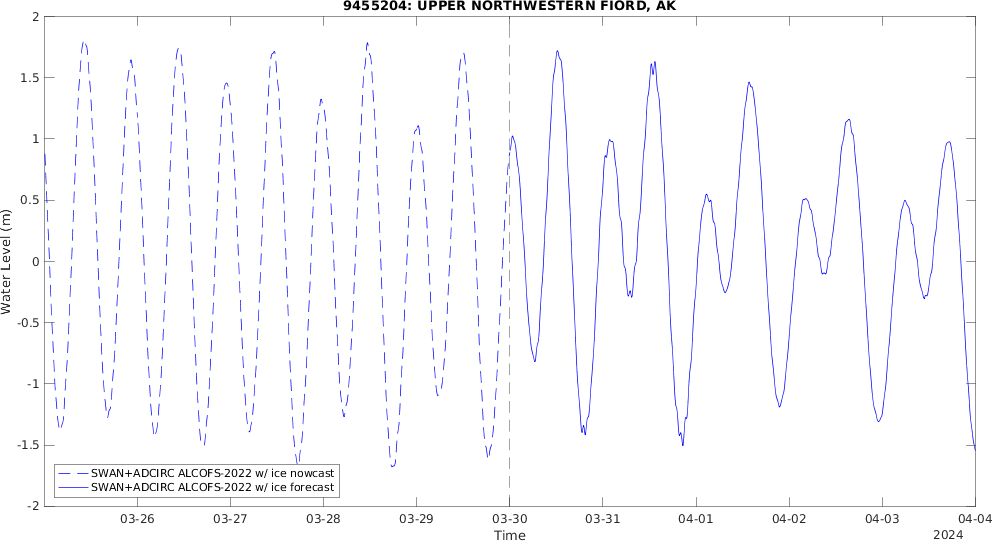 9455204: UPPER NORTHWESTERN FIORD, AK
2
1.5
1
0.5
0
-0.5
-1
-1.5
-2
Water Level (m)
SWAN+ADCIRC ALCOFS-2022 w/ ice nowcast
SWAN+ADCIRC ALCOFS-2022 w/ ice forecast
03-26 03-27 03-28 03-29 03-30 03-31 04-01 04-02 04-03 04-04
Time
2024